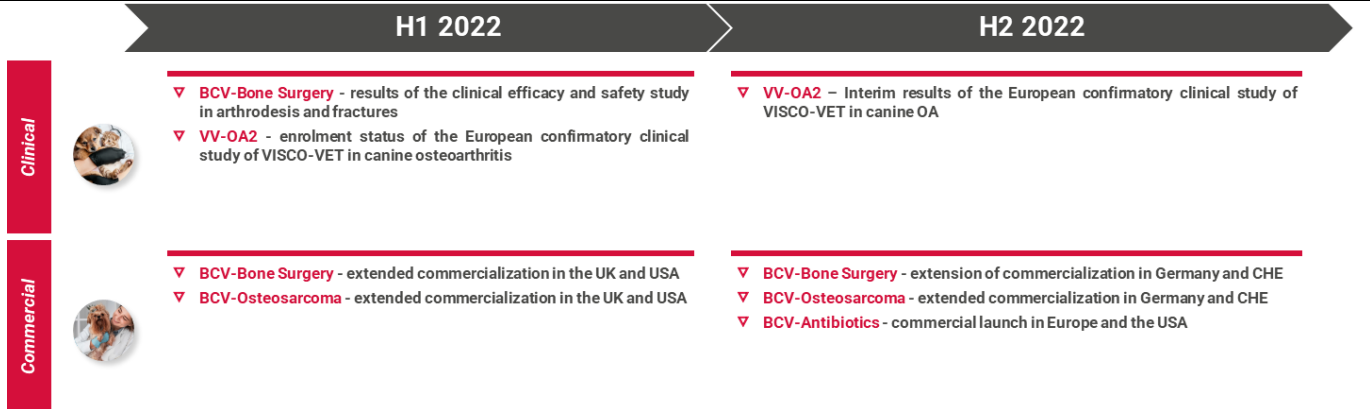 H1 2022
H2 2022
Clinical
BCV-Bone Surgery - results of the clinical efficacy and safety study
in arthrodesis and fractures
VV-OA2 - enrolment status of the European confirmatory clinical
study of VISCO-VET in canine osteoarthritis
VV-OA2 – Interim results of the European confirmatory clinical study of
VISCO-VET in canine OA
Commercial
BCV-Bone Surgery - extended commercialization in the UK and USA
BCV-Osteosarcoma - extended commercialization in the UK and USA
BCV-Bone Surgery - extension of commercialization in Germany and CHE
BCV-Osteosarcoma - extended commercialization in Germany and CHE
BCV-Antibiotics - commercial launch in Europe and the USA